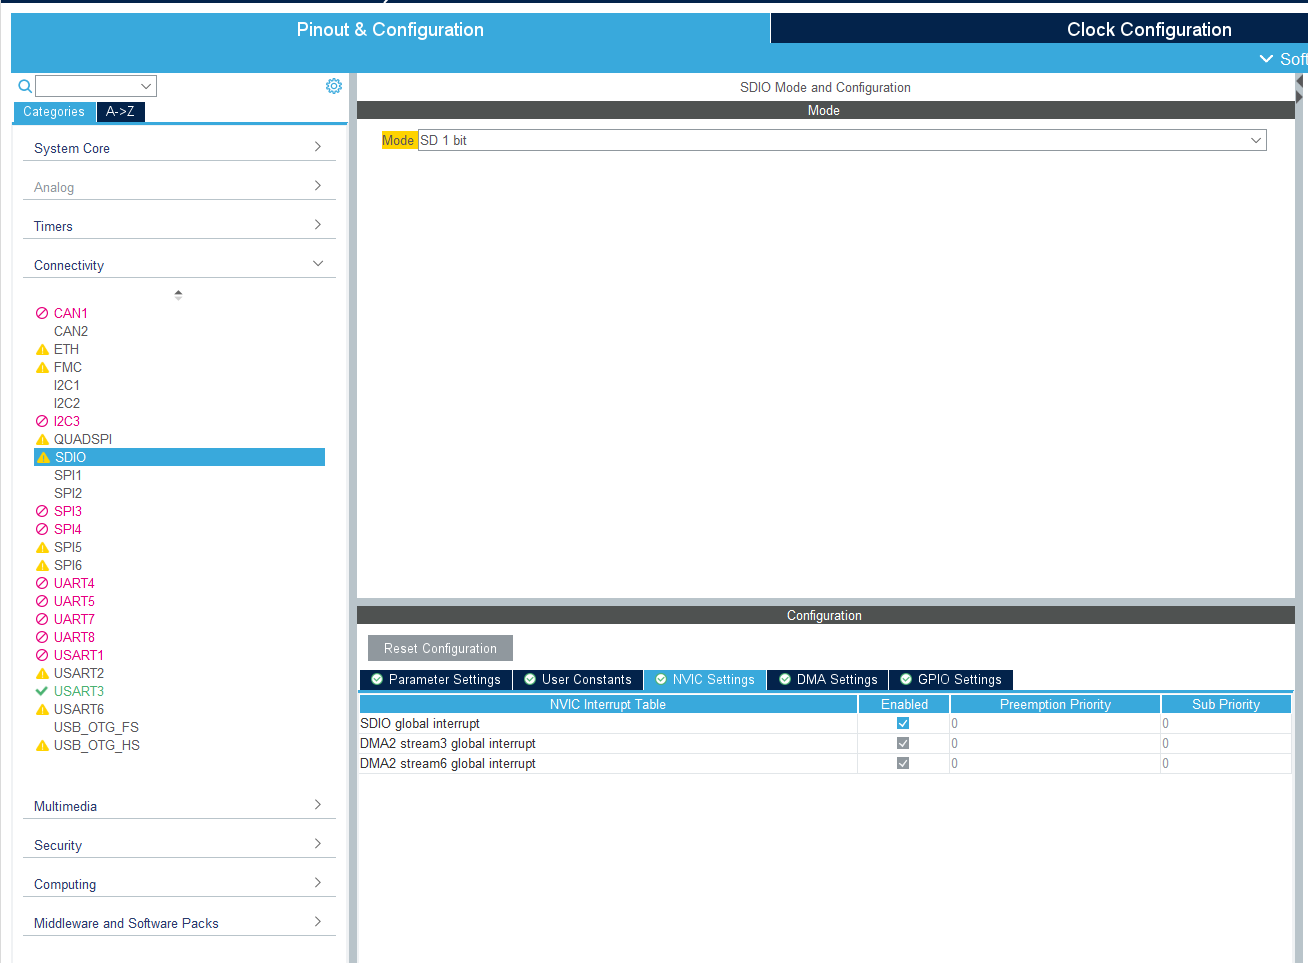 Pinout & Configuration
Clock Configuration
Categories
A->Z
System Core
Analog
Timers
Connectivity
CAN1
CAN2
ETH
FMC
I2C1
I2C2
I2C3
QUADSPI
SDIO
SPI1
SPI2
SPI3
SPI4
SPI5
SPI6
UART4
UART5
UART7
UART8
USART1
USART2
USART3
USART6
USB_OTG_FS
USB_OTG_HS
Multimedia
Security
Computing
Middleware and Software Packs
SDIO Mode and Configuration
Mode
Mode SD 1 bit
Configuration
Reset Configuration
Parameter Settings User Constants NVIC Settings DMA Settings GPIO Settings
NVIC Interrupt Table Enabled Preemption Priority Sub Priority
SDIO global interrupt 0 0
DMA2 stream3 global interrupt 0 0
DMA2 stream6 global interrupt 0 0